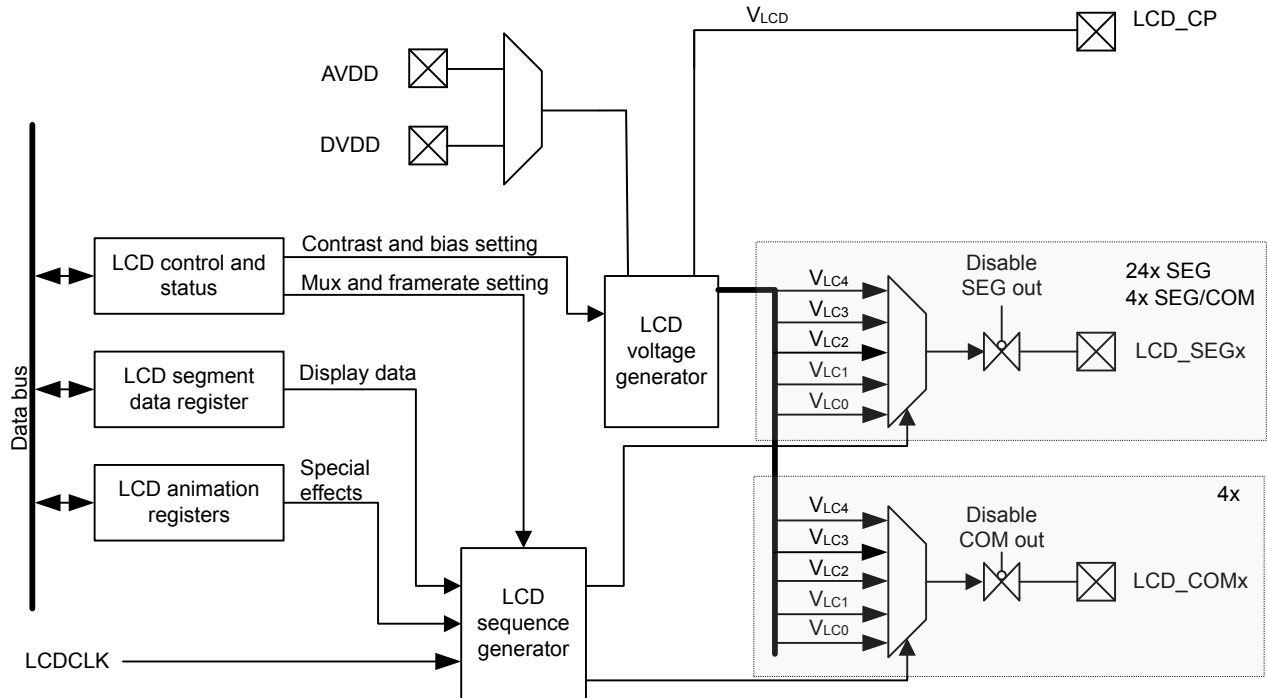 VLCD
LCD_CP
AVDD
DVDD
Data bus
LCD control and
status
Contrast and bias setting
Mux and framerate setting
LCD segment
data register
Display data
LCD animation
registers
Special
effects
LCDCLK
LCD
sequence
generator
LCD
voltage
generator
VLC4
VLC3
VLC2
VLC1
VLC0
Disable
SEG out
24x SEG
4x SEG/COM
LCD_SEGx
VLC4
VLC3
VLC2
VLC1
VLC0
Disable
COM out
4x
LCD_COMx